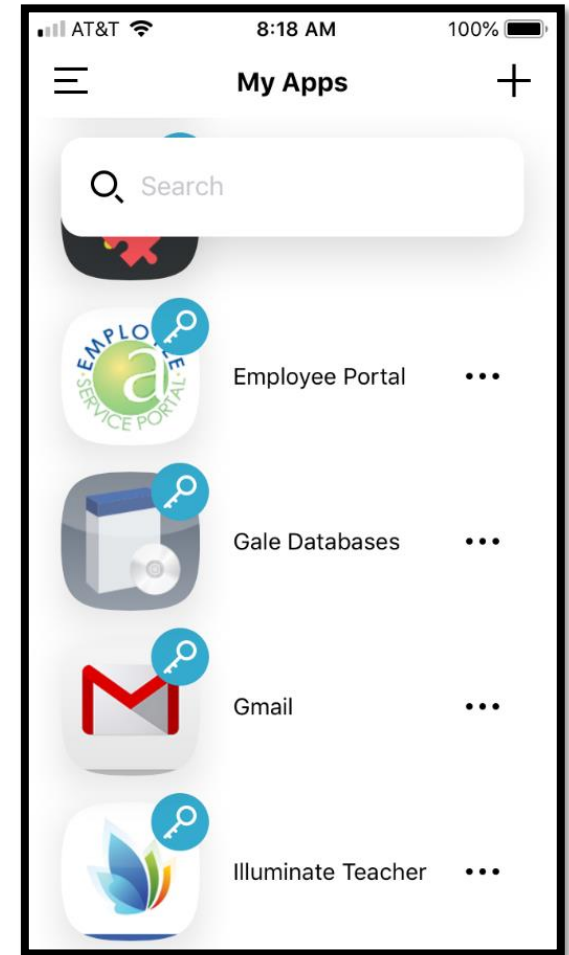 AT&T 8:18 AM 100%
My Apps
Search
EMPLOYEE
SERVICE PORTAL
a
Employee Portal
Gale Databases
Gmail
Illuminate Teacher